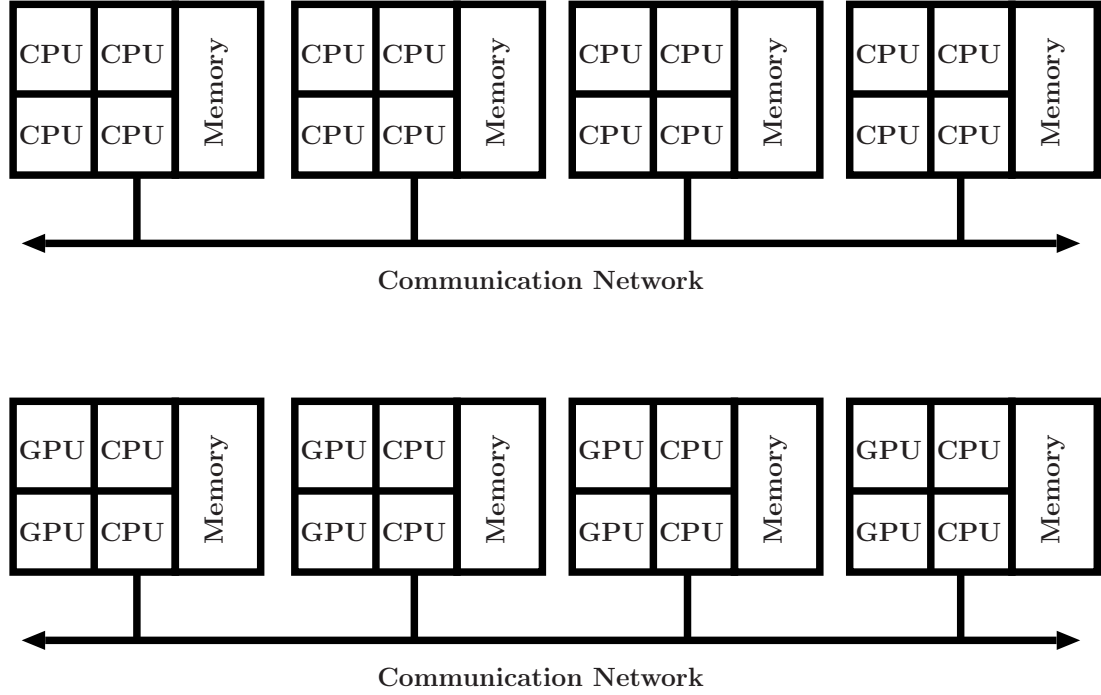 CPU CPU Memory CPU CPU Memory CPU CPU Memory CPU CPU Memory
CPU CPU CPU CPU CPU CPU CPU CPU
Communication Network
GPU CPU Memory GPU CPU Memory GPU CPU Memory GPU CPU Memory
GPU CPU GPU CPU GPU CPU GPU CPU
Communication Network